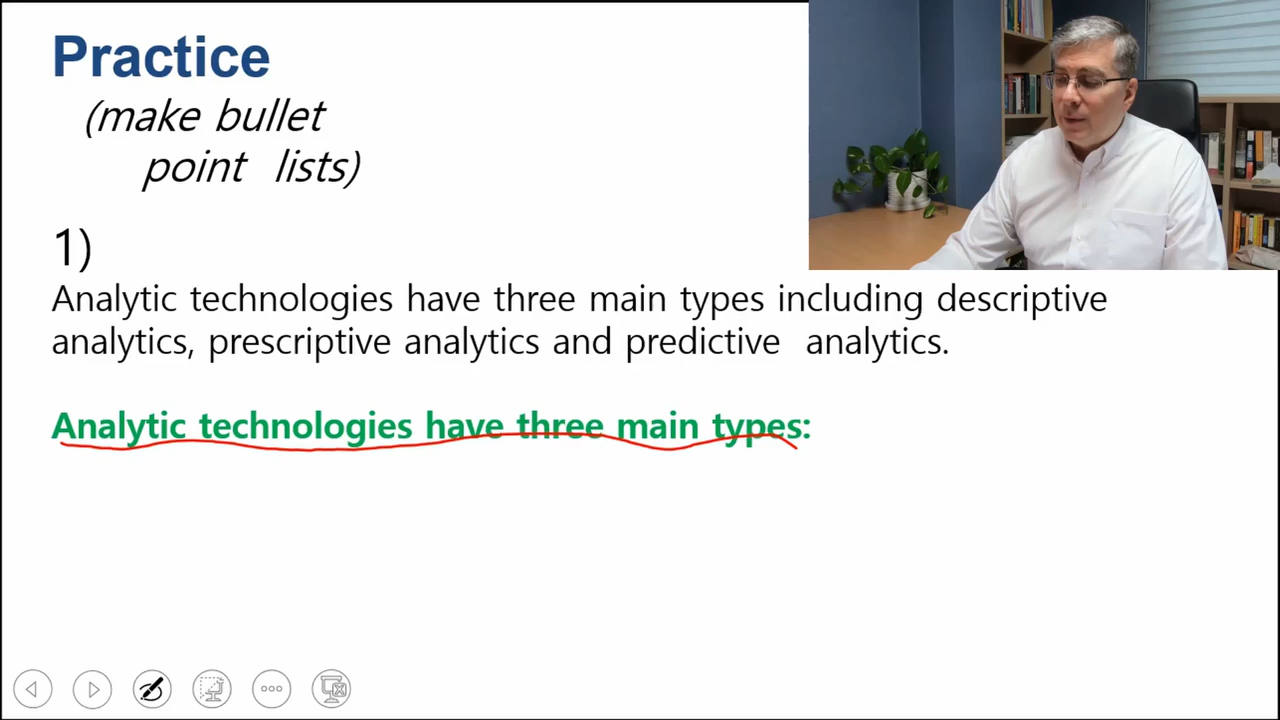 Practice
(make bullet
point lists)
1)
Analytic technologies have three main types including descriptive
analytics, prescriptive analytics and predictive analytics.
Analytic technologies have three main types: